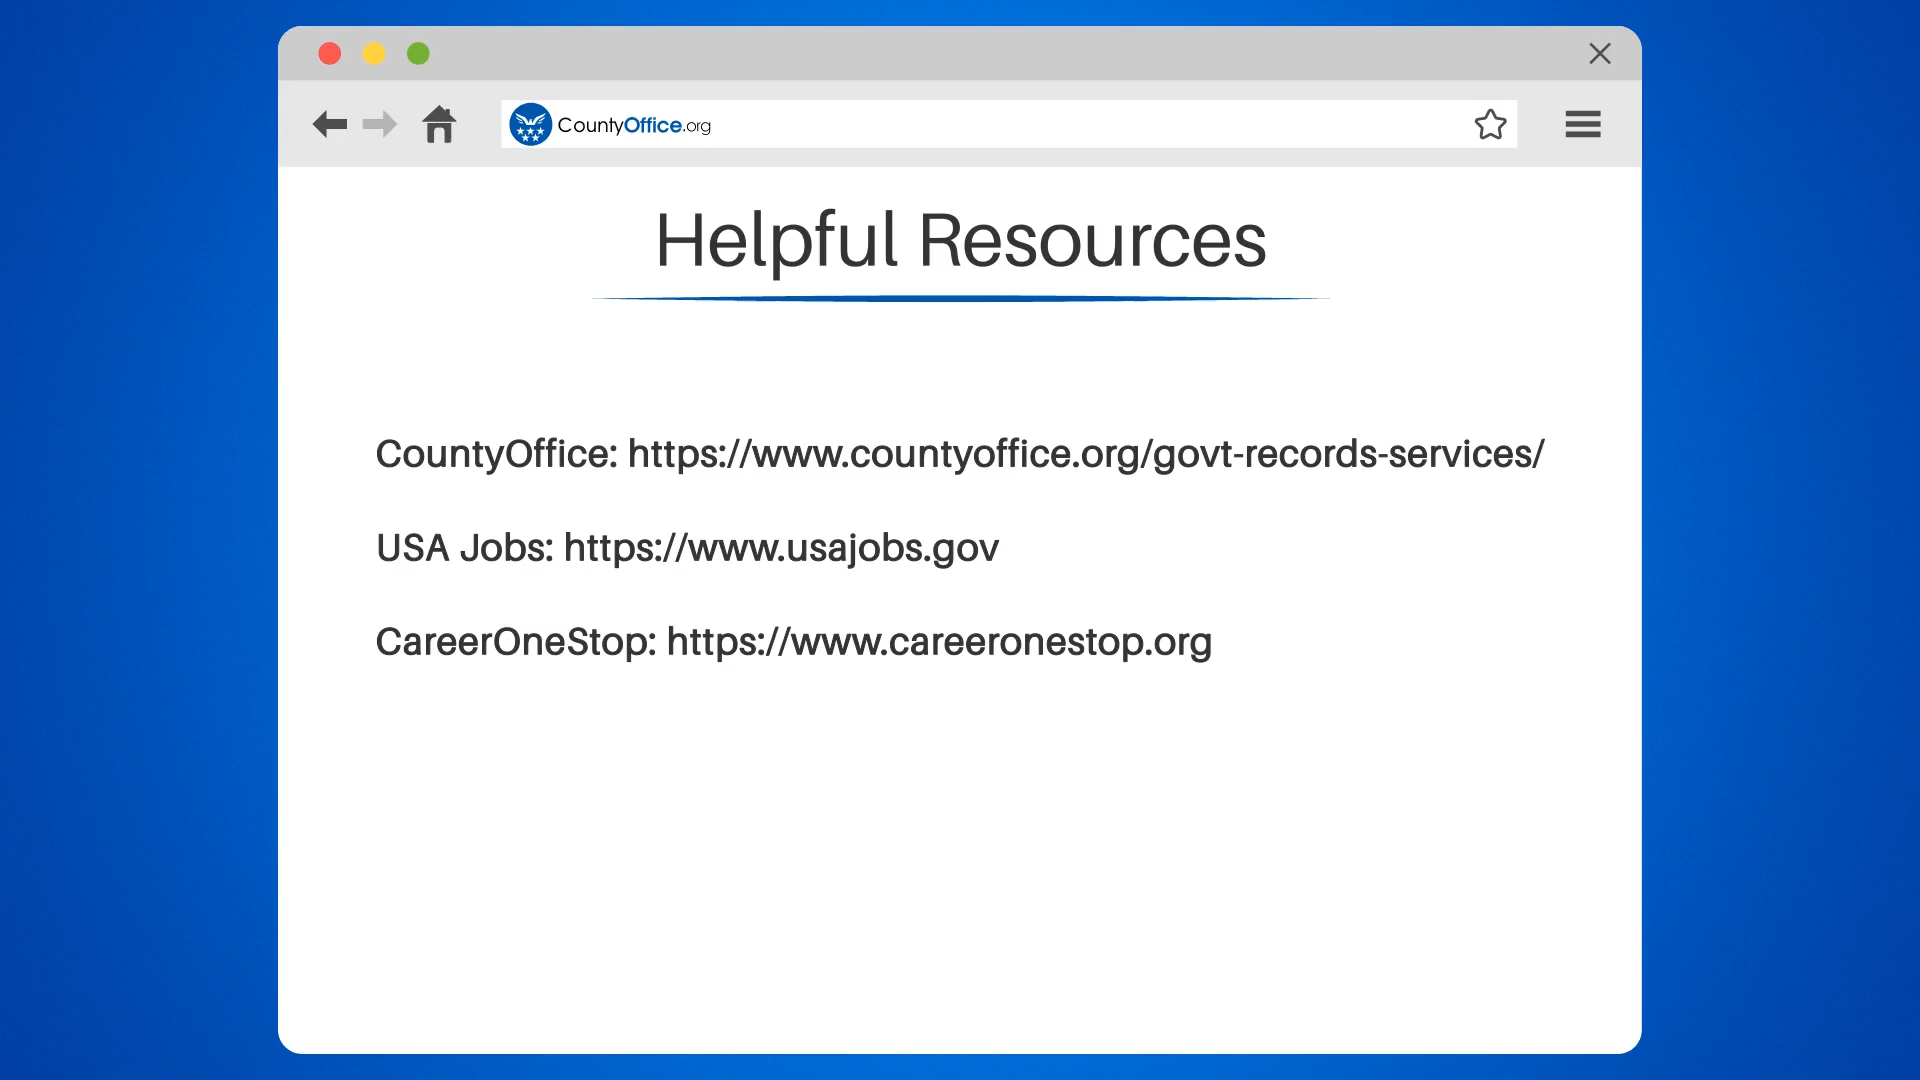 CountyOffice.org
Helpful Resources
CountyOffice: https://www.countyoffice.org/govt-records-services/
USA Jobs: https://www.usajobs.gov
CareerOneStop: https://www.careeronestop.org